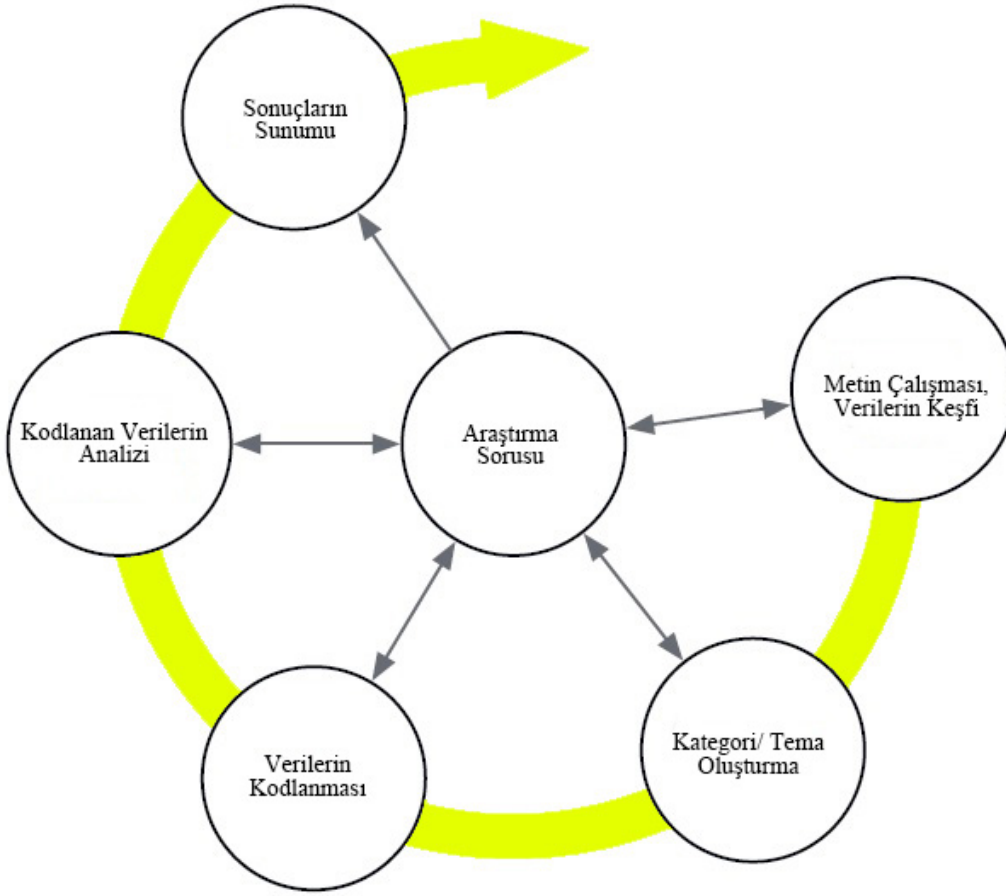 Sonuçların
Sunumu
Metin Çalışması,
Verilerin Keşfi
Kodlanan Verilerin
Analizi
Araştırma
Sorusu
Kategori/ Tema
Oluşturma
Verilerin
Kodlanması